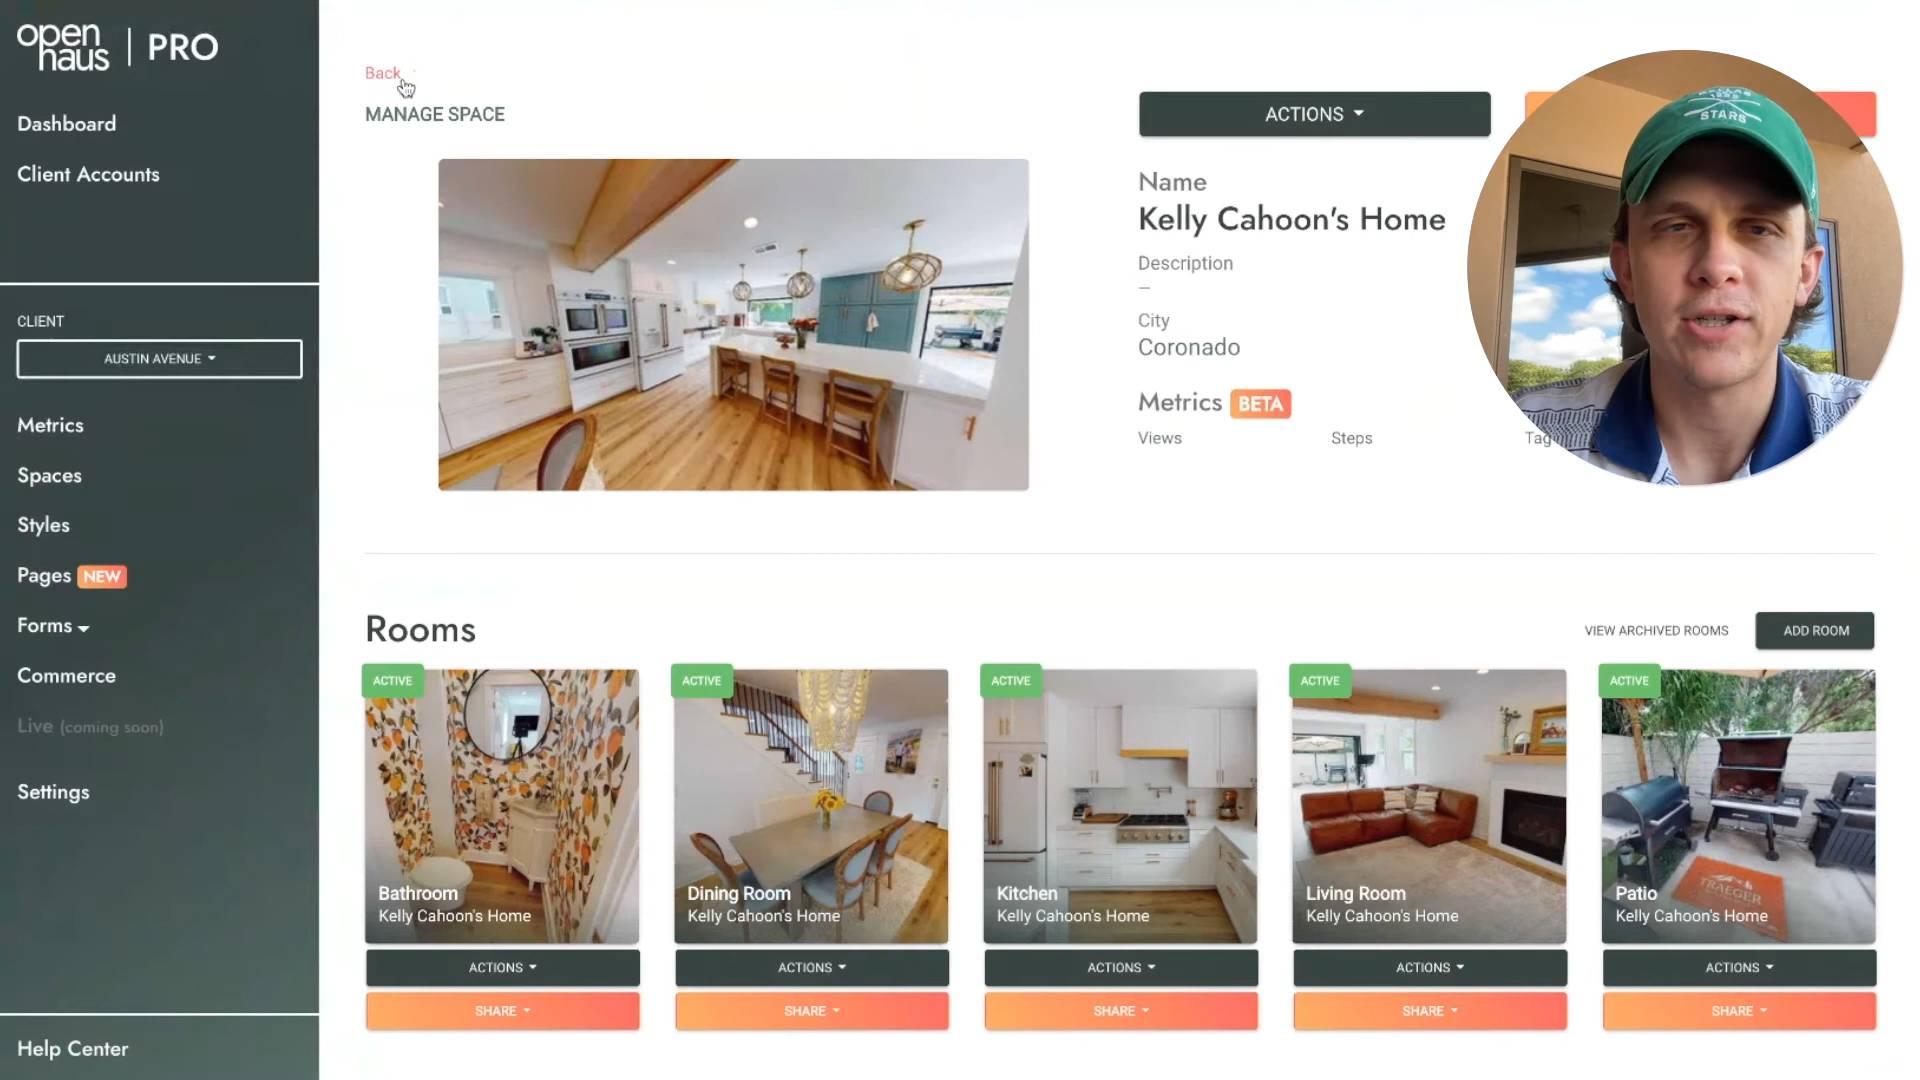 open
haus | PRO
Dashboard
Client Accounts
CLIENT
AUSTIN AVENUE
Metrics
Spaces
Styles
Pages NEW
Forms
Commerce
Live (coming soon)
Settings
Help Center
Back
MANAGE SPACE
ACTIONS
Name
Kelly Cahoon's Home
Description
–
City
Coronado
Metrics BETA
Views Steps Tag
DALLAS
STARS
Rooms
VIEW ARCHIVED ROOMS
ADD ROOM
ACTIVE ACTIVE ACTIVE ACTIVE ACTIVE
TRAEGER
Bathroom Dining Room Kitchen Living Room Patio
Kelly Cahoon's Home Kelly Cahoon's Home Kelly Cahoon's Home Kelly Cahoon's Home Kelly Cahoon's Home
ACTIONS ACTIONS ACTIONS ACTIONS ACTIONS
SHARE SHARE SHARE SHARE SHARE